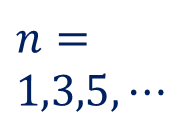 n =
1,3,5, ⋯